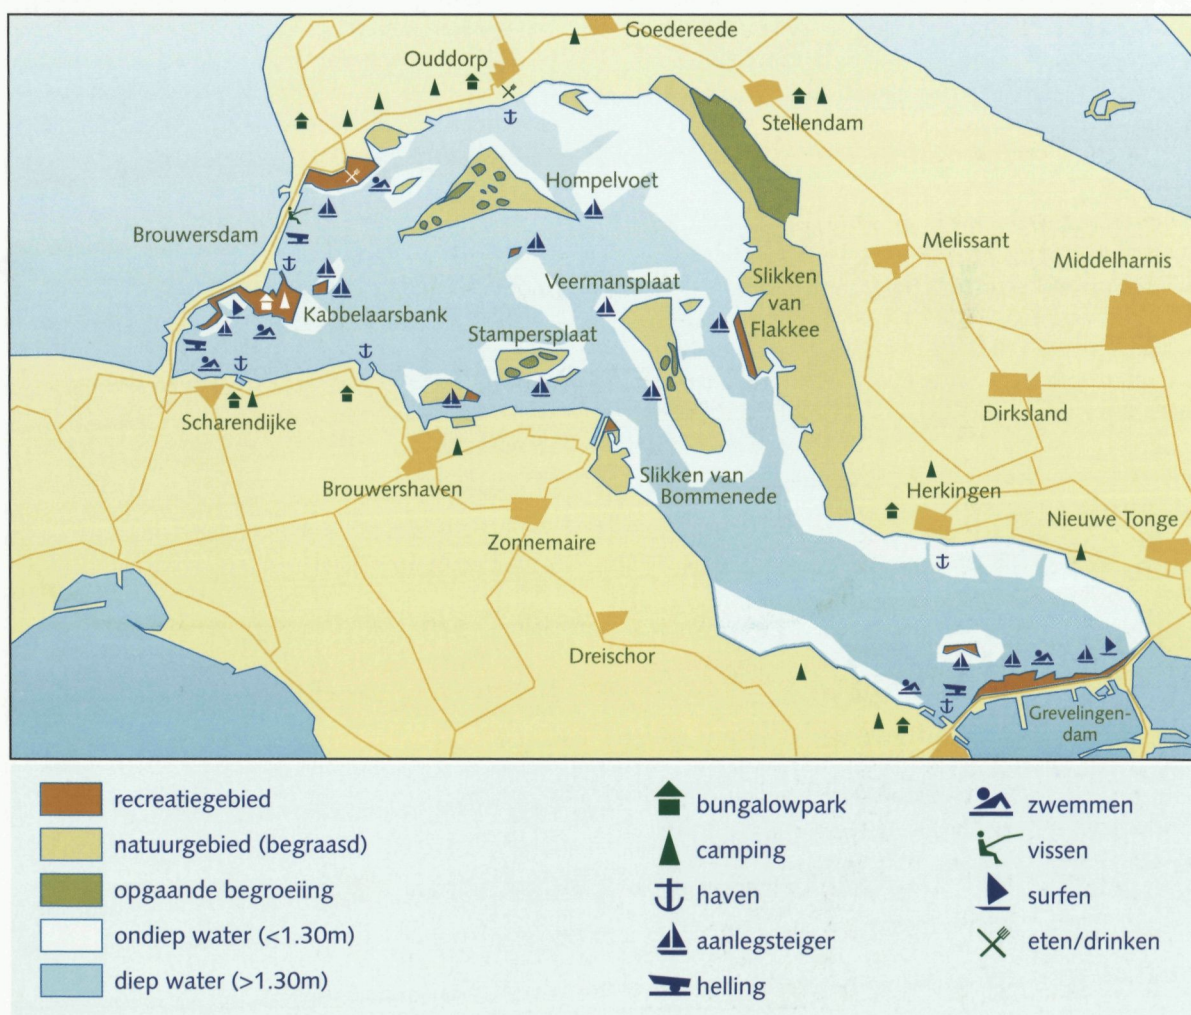 Goedereede
Ouddorp
Stellendam
Hompelvoet
Brouwersdam
Melissant
Middelharnis
Veermansplaat
Slikken
van
Flakkee
Kabbelaarsbank
Stampersplaat
Scharendijke
Dirksland
Brouwershaven
Slikken van
Bommenede
Herkingen
Nieuwe Tonge
Zonnemaire
Dreischor
Grevelingen-
dam
recreatiegebied
natuurgebied (begraasd)
opgaande begroeiing
ondiep water (<1.30m)
diep water (>1.30m)
bungalowpark
camping
haven
aanlegsteiger
helling
zwemmen
vissen
surfen
eten/drinken